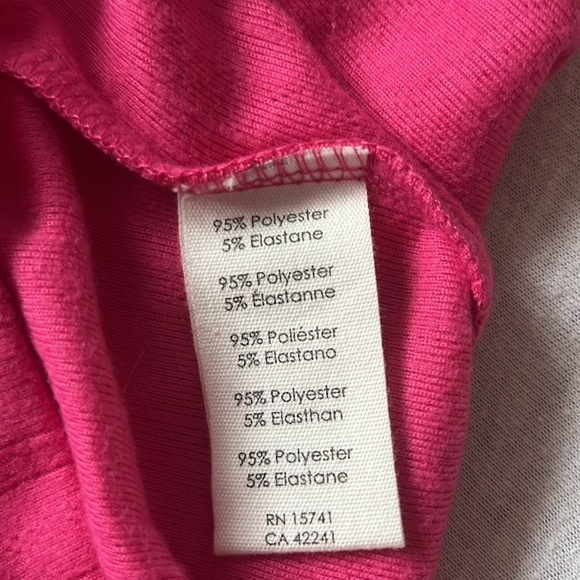 95% Polyester
5% Elastane
95% Polyester
5% Élastanne
95% Poliéster
5% Elastano
95% Polyester
5% Elasthan
95% Polyester
5% Elastane
RN 15741
CA 42241